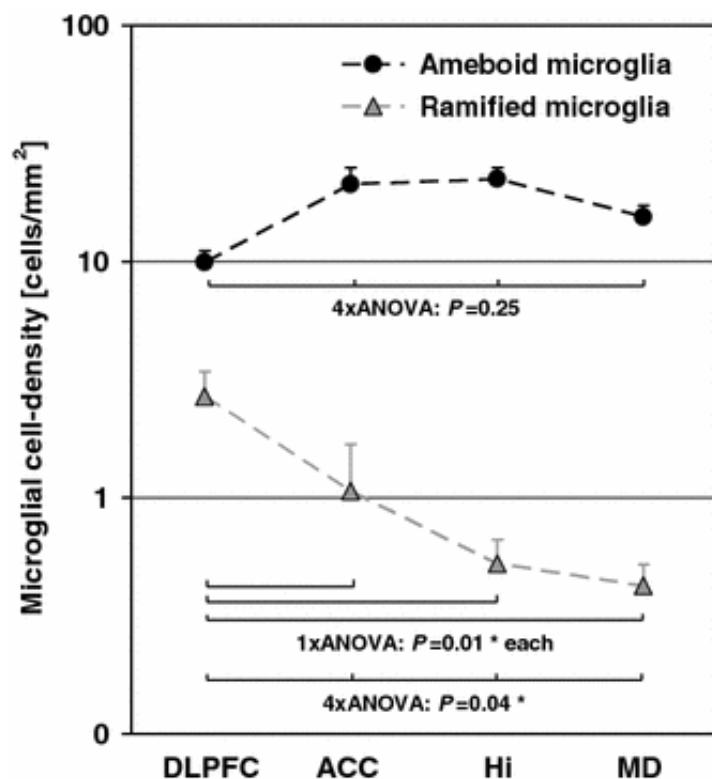 100
Ameboid microglia
Ramified microglia
Microglial cell-density [cells/mm²]
10
4xANOVA: P=0.25
1
1xANOVA: P=0.01 * each
4xANOVA: P=0.04 *
0
DLPFC ACC Hi MD